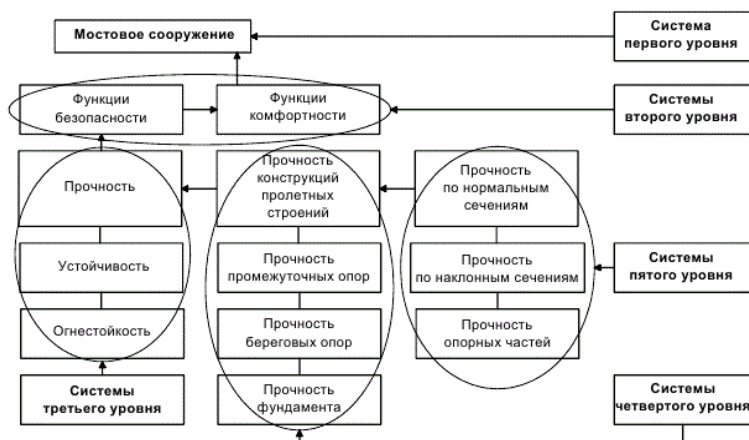 Мостовое сооружение
Система
первого уровня
Функции
безопасности
Функции
комфортности
Системы
второго уровня
Прочность
Прочность
конструкций
пролетных
строений
Прочность
по нормальным
сечениям
Устойчивость
Прочность
промежуточных опор
Прочность
по наклонным сечениям
Системы
пятого уровня
Огнестойкость
Прочность
береговых опор
Прочность
опорных частей
Системы
третьего уровня
Прочность
фундамента
Системы
четвертого уровня